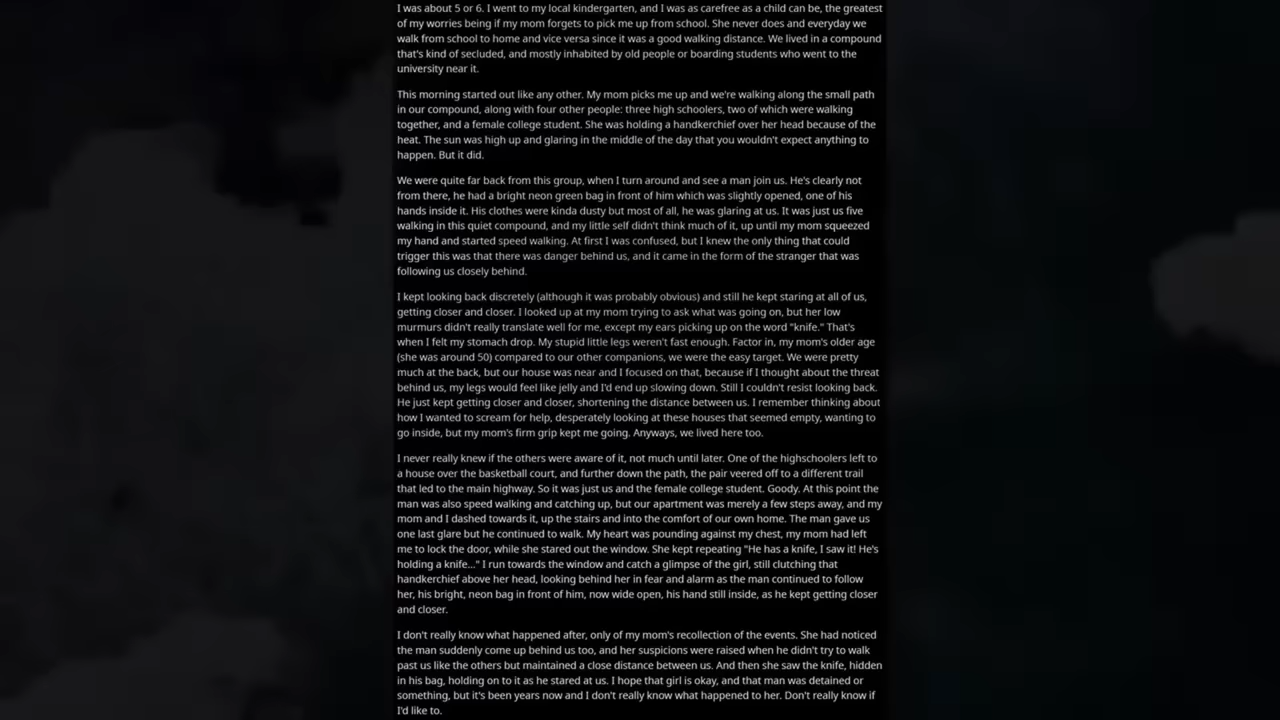 I was about 5 or 6. I went to my local kindergarten, and I was as carefree as a child can be, the greatest
of my worries being if my mom forgets to pick me up from school. She never does and everyday we
walk from school to home and vice versa since it was a good walking distance. We lived in a compound
that's kind of secluded, and mostly inhabited by old people or boarding students who went to the
university near it.
This morning started out like any other. My mom picks me up and we're walking along the small path
in our compound, along with four other people: three high schoolers, two of which were walking
together, and a female college student. She was holding a handkerchief over her head because of the
heat. The sun was high up and glaring in the middle of the day that you wouldn't expect anything to
happen. But it did.
We were quite far back from this group, when I turn around and see a man join us. He's clearly not
from there, he had a bright neon green bag in front of him which was slightly opened, one of his
hands inside it. His clothes were kinda dusty but most of all, he was glaring at us. It was just us five
walking in this quiet compound, and my little self didn't think much of it, up until my mom squeezed
my hand and started speed walking. At first I was confused, but I knew the only thing that could
trigger this was that there was danger behind us, and it came in the form of the stranger that was
following us closely behind.
I kept looking back discretely (although it was probably obvious) and still he kept staring at all of us,
getting closer and closer. I looked up at my mom trying to ask what was going on, but her low
murmurs didn't really translate well for me, except my ears picking up on the word "knife." That's
when I felt my stomach drop. My stupid little legs weren't fast enough. Factor in, my mom's older age
(she was around 50) compared to our other companions, we were the easy target. We were pretty
much at the back, but our house was near and I focused on that, because if I thought about the threat
behind us, my legs would feel like jelly and I'd end up slowing down. Still I couldn't resist looking back.
He just kept getting closer and closer, shortening the distance between us. I remember thinking about
how I wanted to scream for help, desperately looking at these houses that seemed empty, wanting to
go inside, but my mom's firm grip kept me going. Anyways, we lived here too.
I never really knew if the others were aware of it, not much until later. One of the highschoolers left to
a house over the basketball court, and further down the path, the pair veered off to a different trail
that led to the main highway. So it was just us and the female college student. Goody. At this point the
man was also speed walking and catching up, but our apartment was merely a few steps away, and my
mom and I dashed towards it, up the stairs and into the comfort of our own home. The man gave us
one last glare but he continued to walk. My heart was pounding against my chest, my mom had left
me to lock the door, while she stared out the window. She kept repeating "He has a knife, I saw it! He's
holding a knife..." I run towards the window and catch a glimpse of the girl, still clutching that
handkerchief above her head, looking behind her in fear and alarm as the man continued to follow
her, his bright, neon bag in front of him, now wide open, his hand still inside, as he kept getting closer
and closer.
I don't really know what happened after, only of my mom's recollection of the events. She had noticed
the man suddenly come up behind us too, and her suspicions were raised when he didn't try to walk
past us like the others but maintained a close distance between us. And then she saw the knife, hidden
in his bag, holding on to it as he stared at us. I hope that girl is okay, and that man was detained or
something, but it's been years now and I don't really know what happened to her. Don't really know if
I'd like to.